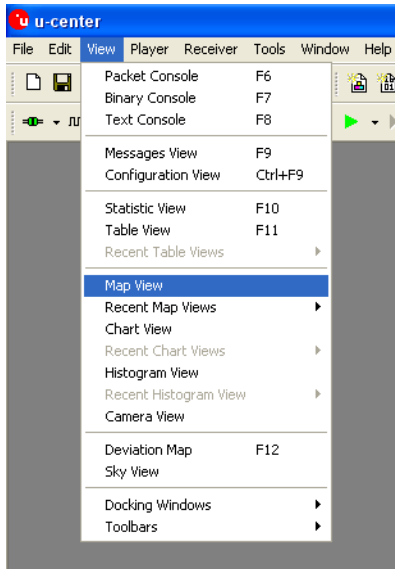 u-center
File Edit View Player Receiver Tools Window Help
Packet Console F6
Binary Console F7
Text Console F8
Messages View F9
Configuration View Ctrl+F9
Statistic View F10
Table View F11
Recent Table Views
Map View
Recent Map Views
Chart View
Recent Chart Views
Histogram View
Recent Histogram View
Camera View
Deviation Map F12
Sky View
Docking Windows
Toolbars